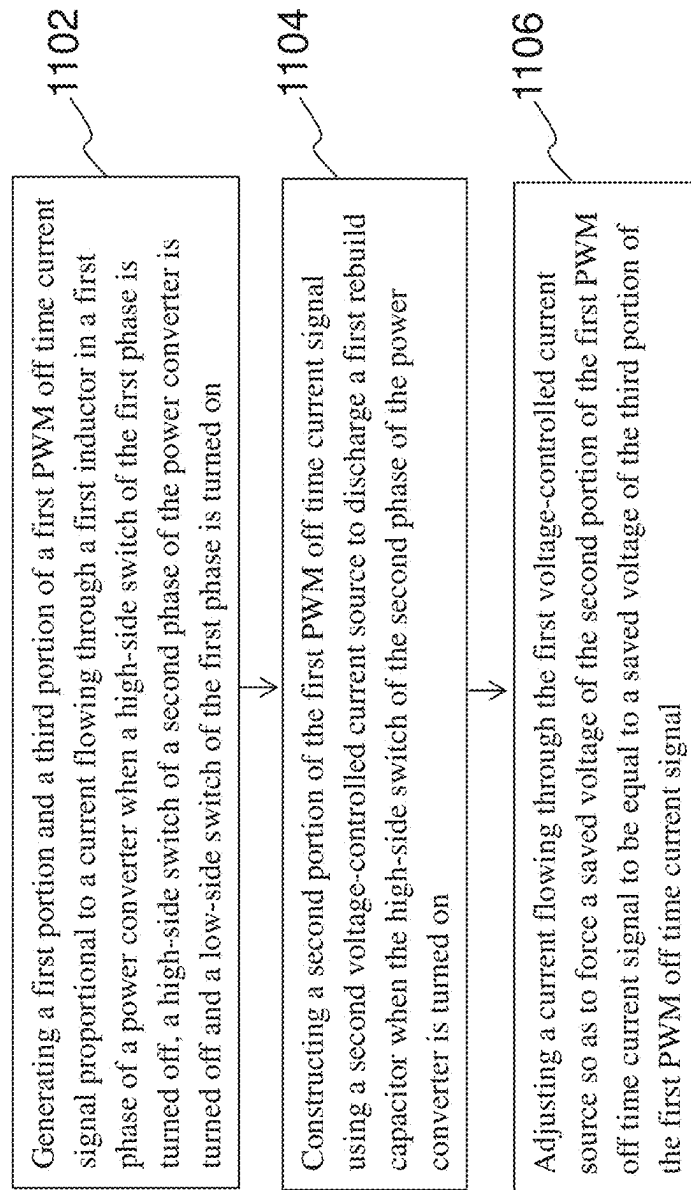 Generating a first portion and a third portion of a first PWM off time current
signal proportional to a current flowing through a first inductor in a first
phase of a power converter when a high-side switch of the first phase is
turned off, a high-side switch of a second phase of the power converter is
turned off and a low-side switch of the first phase is turned on
1102
Constructing a second portion of the first PWM off time current signal
using a second voltage-controlled current source to discharge a first rebuild
capacitor when the high-side switch of the second phase of the power
converter is turned on
1104
Adjusting a current flowing through the first voltage-controlled current
source so as to force a saved voltage of the second portion of the first PWM
off time current signal to be equal to a saved voltage of the third portion of
the first PWM off time current signal
1106